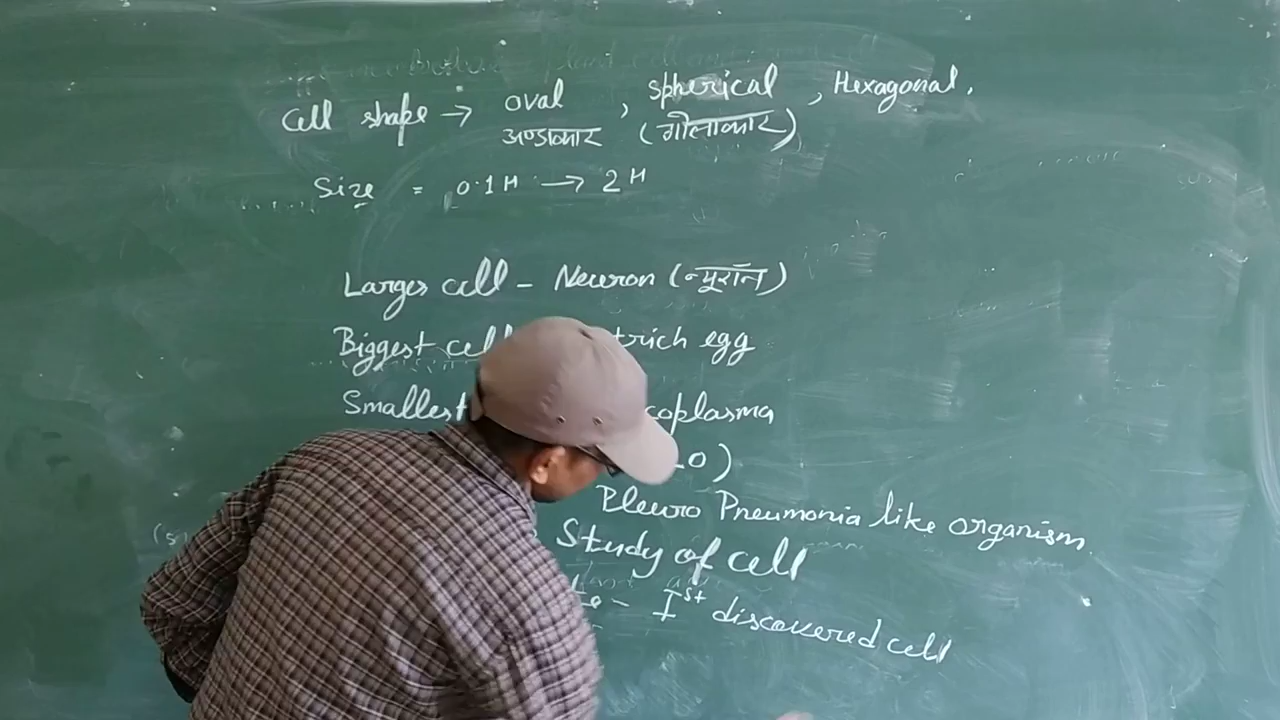 Cell shape → oval , spherical , Hexagonal ,
अण्डाकार (गोलाकार)
Size = 0.1 μ → 2 μ
Larges cell - Neuron (न्यूरॉन)
Biggest cell trich egg
Smallest coplasma
LO)
Pleuro Pneumonia like organism.
Study of cell
- Ist discovered cell